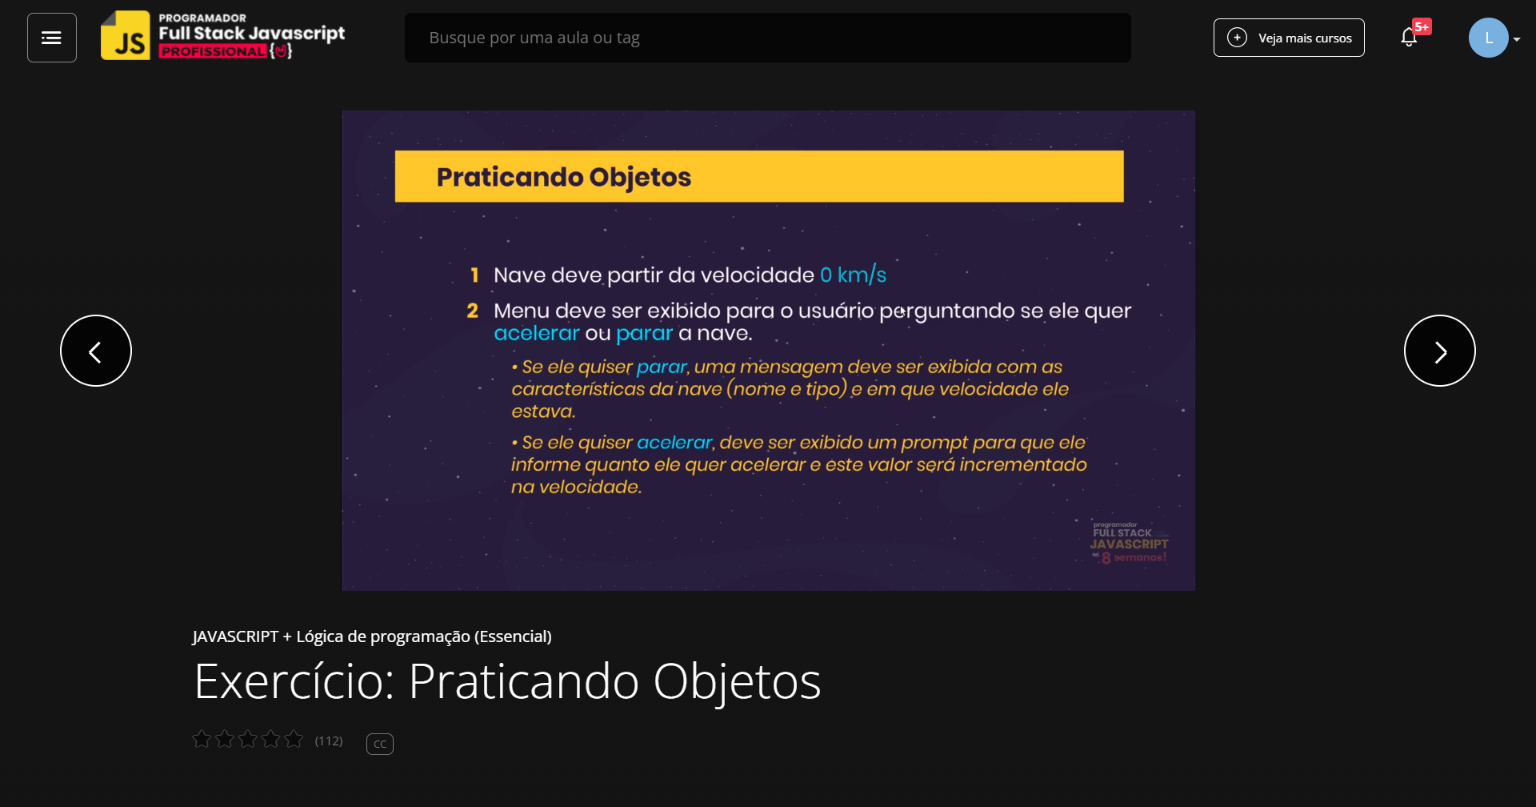 JS
PROGRAMADOR
Full Stack Javascript
PROFISSIONAL
Busque por uma aula ou tag
Veja mais cursos
5+
L
Praticando Objetos
1 Nave deve partir da velocidade 0 km/s
2 Menu deve ser exibido para o usuário perguntando se ele quer
acelerar ou parar a nave.
• Se ele quiser parar, uma mensagem deve ser exibida com as
características da nave (nome e tipo) e em que velocidade ele
estava.
• Se ele quiser acelerar, deve ser exibido um prompt para que ele
informe quanto ele quer acelerar e este valor será incrementado
na velocidade.
programador
FULL STACK
JAVASCRIPT
8 semanas!
JAVASCRIPT + Lógica de programação (Essencial)
Exercício: Praticando Objetos
(112)
CC